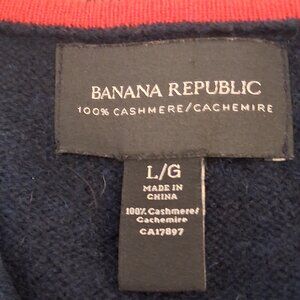 BANANA REPUBLIC
100% CASHMERE/CACHEMIRE
L/G
MADE IN
CHINA
100% Cashmere/
Cachemire
CA17897